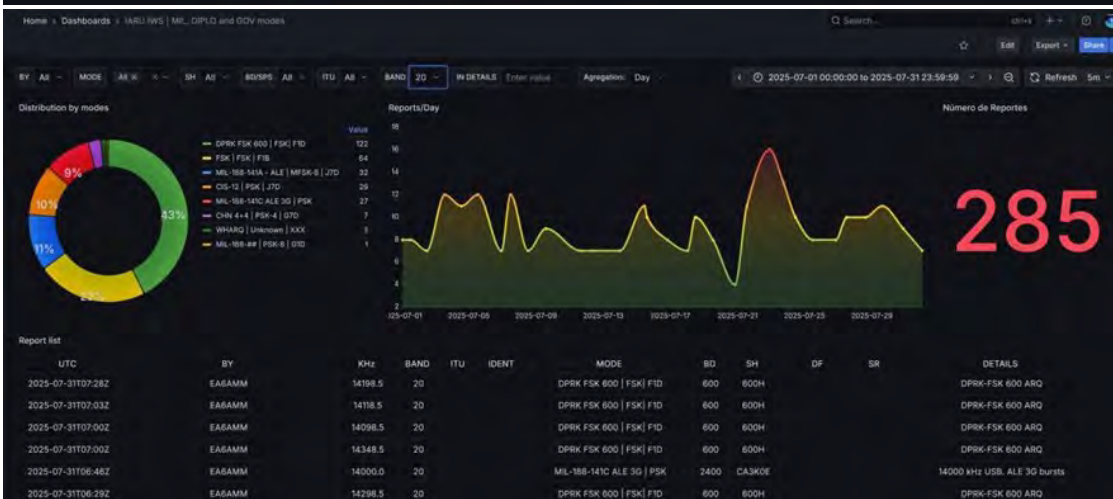 Home › Dashboards › IARU IWS | MIL, DIPLO and GOV modes
Search... ctrl+k
Edit Export Share
BY All MODE All × × SH All BD/SPS All ITU All BAND 20 IN DETAILS Enter value Agregation: Day 2025-07-01 00:00:00 to 2025-07-31 23:59:59 Refresh 5m
Distribution by modes
Value
DPRK FSK 600 | FSK| F1D 122
FSK | FSK | F1B 64
MIL-188-141A - ALE | MFSK-8 | J7D 32
CIS-12 | PSK | J7D 29
MIL-188-141C ALE 3G | PSK 27
CHN 4+4 | PSK-4 | G7D 7
WHARQ | Unknown | XXX
MIL-188-## | PSK-8 | G1D 1
43%
11%
10%
9%
Reports/Day
18
16
14
12
10
8
6
4
2
2025-07-05 2025-07-09 2025-07-13 2025-07-17 2025-07-21 2025-07-25 2025-07-29
Número de Reportes
285
Report list
UTC BY KHz BAND ITU IDENT MODE BD SH DF SR DETAILS
2025-07-31T07:28Z EA6AMM 14198.5 20 DPRK FSK 600 | FSK| F1D 600 600H DPRK-FSK 600 ARQ
2025-07-31T07:03Z EA6AMM 14118.5 20 DPRK FSK 600 | FSK| F1D 600 600H DPRK-FSK 600 ARQ
2025-07-31T07:00Z EA6AMM 14098.5 20 DPRK FSK 600 | FSK| F1D 600 600H DPRK-FSK 600 ARQ
2025-07-31T07:00Z EA6AMM 14348.5 20 DPRK FSK 600 | FSK| F1D 600 600H DPRK-FSK 600 ARQ
2025-07-31T06:46Z EA6AMM 14000.0 20 MIL-188-141C ALE 3G | PSK 2400 CA3K0E 14000 kHz USB. ALE 3G bursts
2025-07-31T06:29Z EA6AMM 14298.5 20 DPRK FSK 600 | FSK| F1D 600 600H DPRK-FSK 600 ARQ